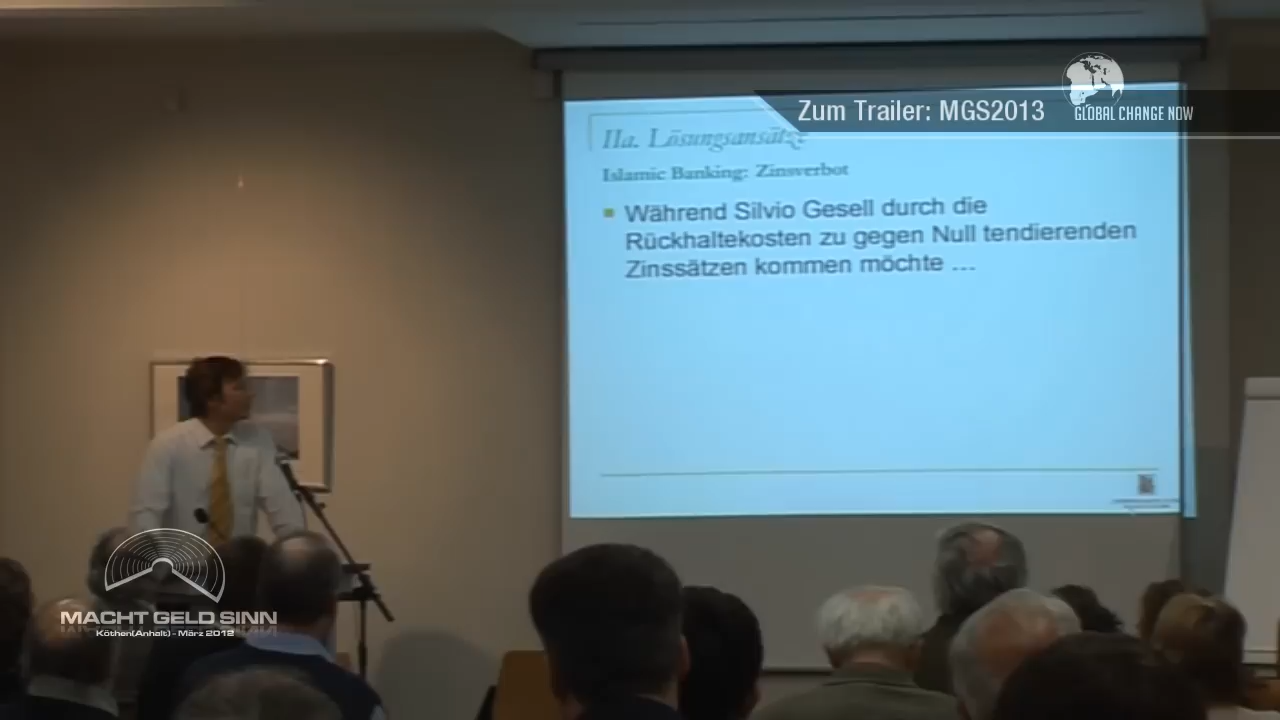 Zum Trailer: MGS2013
GLOBAL CHANGE NOW
IIa. Lösungsansätze
Islamic Banking: Zinsverbot
Während Silvio Gesell durch die
Rückhaltekosten zu gegen Null tendierenden
Zinssätzen kommen möchte ...
MACHT GELD SINN
Köthen(Anhalt) - März 2012